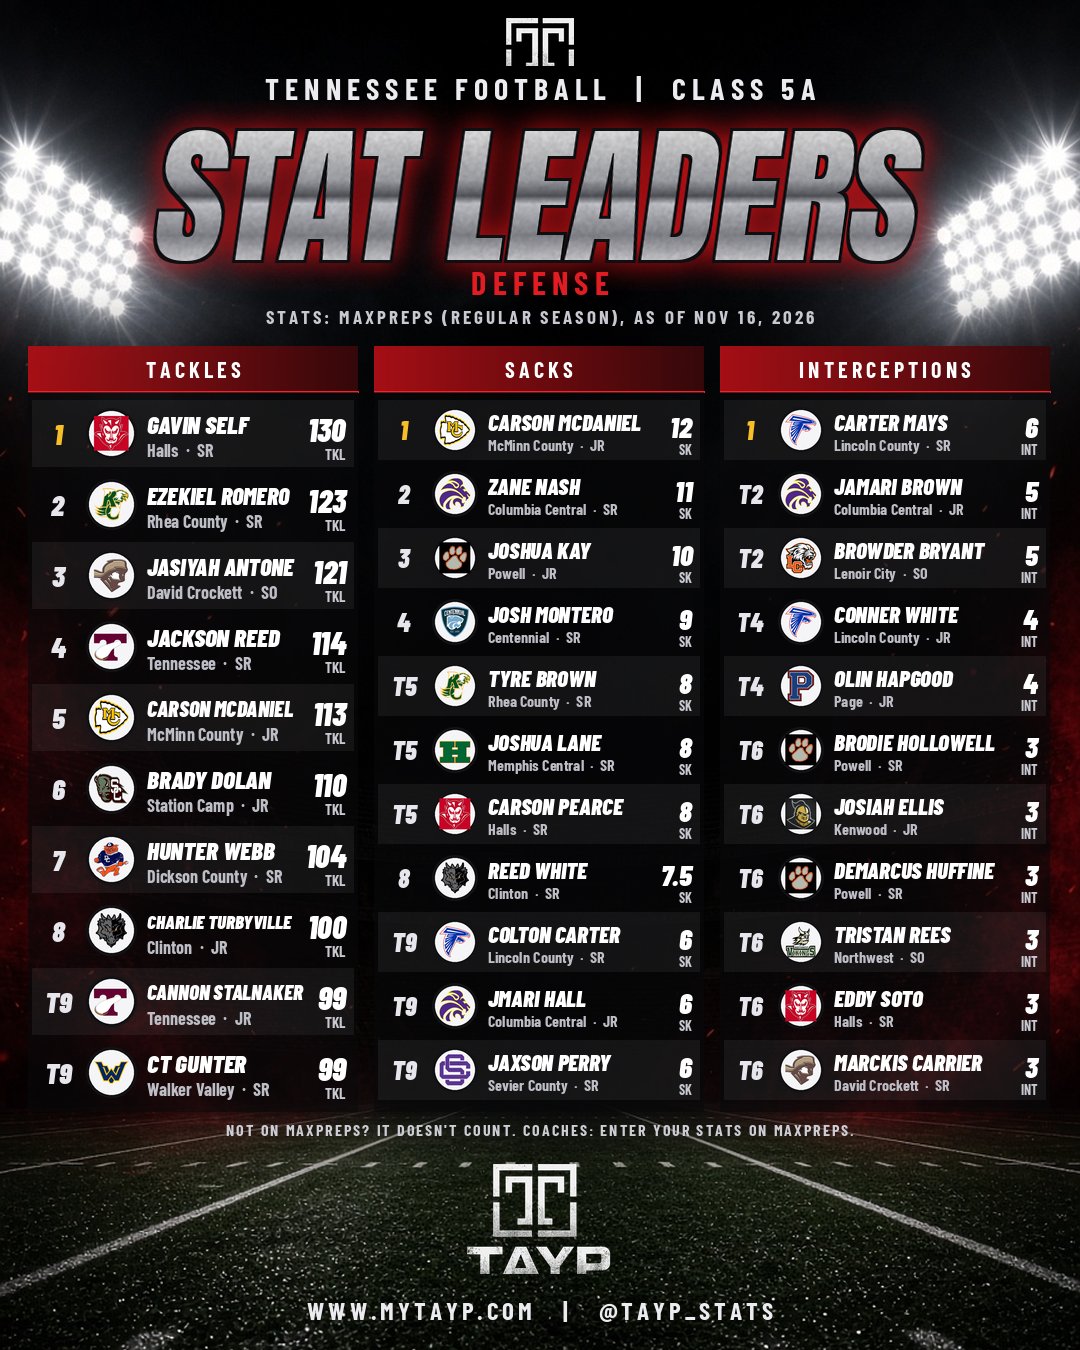 TENNESSEE FOOTBALL | CLASS 5A
STAT LEADERS
DEFENSE
STATS: MAXPREPS (REGULAR SEASON), AS OF NOV 16, 2026
TACKLES
1 GAVIN SELF 130
Halls · SR TKL
2 EZEKIEL ROMERO 123
Rhea County · SR TKL
3 JASIYAH ANTONE 121
David Crockett · SO TKL
4 JACKSON REED 114
Tennessee · SR TKL
5 CARSON MCDANIEL 113
McMinn County · JR TKL
6 BRADY DOLAN 110
Station Camp · JR TKL
7 HUNTER WEBB 104
Dickson County · SR TKL
8 CHARLIE TURBYVILLE 100
Clinton · JR TKL
T9 CANNON STALNAKER 99
Tennessee · JR TKL
T9 CT GUNTER 99
Walker Valley · SR TKL
SACKS
1 CARSON MCDANIEL 12
McMinn County · JR SK
2 ZANE NASH 11
Columbia Central · SR SK
3 JOSHUA KAY 10
Powell · JR SK
4 JOSH MONTERO 9
Centennial · SR SK
T5 TYRE BROWN 8
Rhea County · SR SK
T5 JOSHUA LANE 8
Memphis Central · SR SK
T5 CARSON PEARCE 8
Halls · SR SK
8 REED WHITE 7.5
Clinton · SR SK
T9 COLTON CARTER 6
Lincoln County · SR SK
T9 JMARI HALL 6
Columbia Central · JR SK
T9 JAXSON PERRY 6
Sevier County · SR SK
INTERCEPTIONS
1 CARTER MAYS 6
Lincoln County · SR INT
T2 JAMARI BROWN 5
Columbia Central · JR INT
T2 BROWDER BRYANT 5
Lenoir City · SO INT
T4 CONNER WHITE 4
Lincoln County · JR INT
T4 OLIN HAPGOOD 4
Page · JR INT
T6 BRODIE HOLLOWELL 3
Powell · SR INT
T6 JOSIAH ELLIS 3
Kenwood · JR INT
T6 DEMARCUS HUFFINE 3
Powell · SR INT
T6 TRISTAN REES 3
Northwest · SO INT
T6 EDDY SOTO 3
Halls · SR INT
T6 MARCKIS CARRIER 3
David Crockett · SR INT
NOT ON MAXPREPS? IT DOESN'T COUNT. COACHES: ENTER YOUR STATS ON MAXPREPS.
TAYP
WWW.MYTAYP.COM | @TAYP_STATS